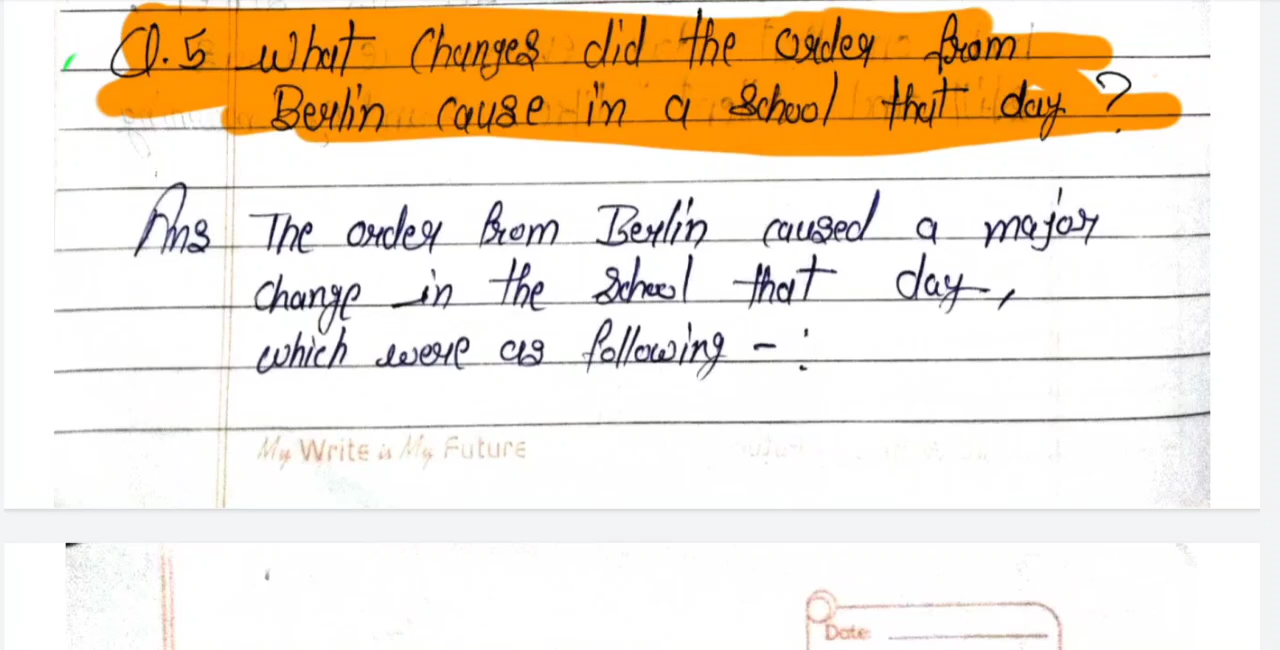 Q.5 What Changes did the order from
Berlin cause in a School that day ?
Ans The order from Berlin caused a major
change in the School that day,
which were as following - :
My Write is My Future
Date